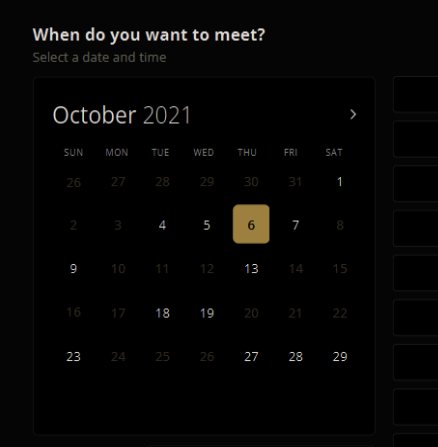 When do you want to meet?
Select a date and time
October 2021 >
SUN MON TUE WED THU FRI SAT
26 27 28 29 30 31 1
2 3 4 5 6 7 8
9 10 11 12 13 14 15
16 17 18 19 20 21 22
23 24 25 26 27 28 29